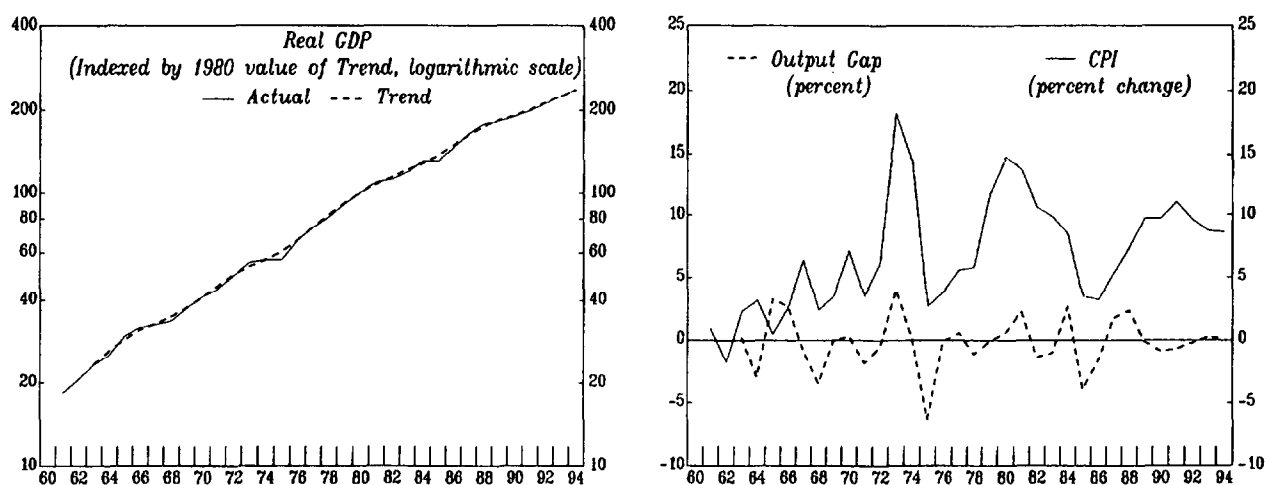 Real GDP
(Indexed by 1980 value of Trend, logarithmic scale)
Actual Trend
400 400
200 200
100 100
80 80
60 60
40 40
20 20
10 10
60 62 64 66 68 70 72 74 76 78 80 82 84 86 88 90 92 94
Output Gap
(percent)
CPI
(percent change)
25 25
20 20
15 15
10 10
5 5
0 0
-5 -5
-10 -10
60 62 64 66 68 70 72 74 76 78 80 82 84 86 88 90 92 94